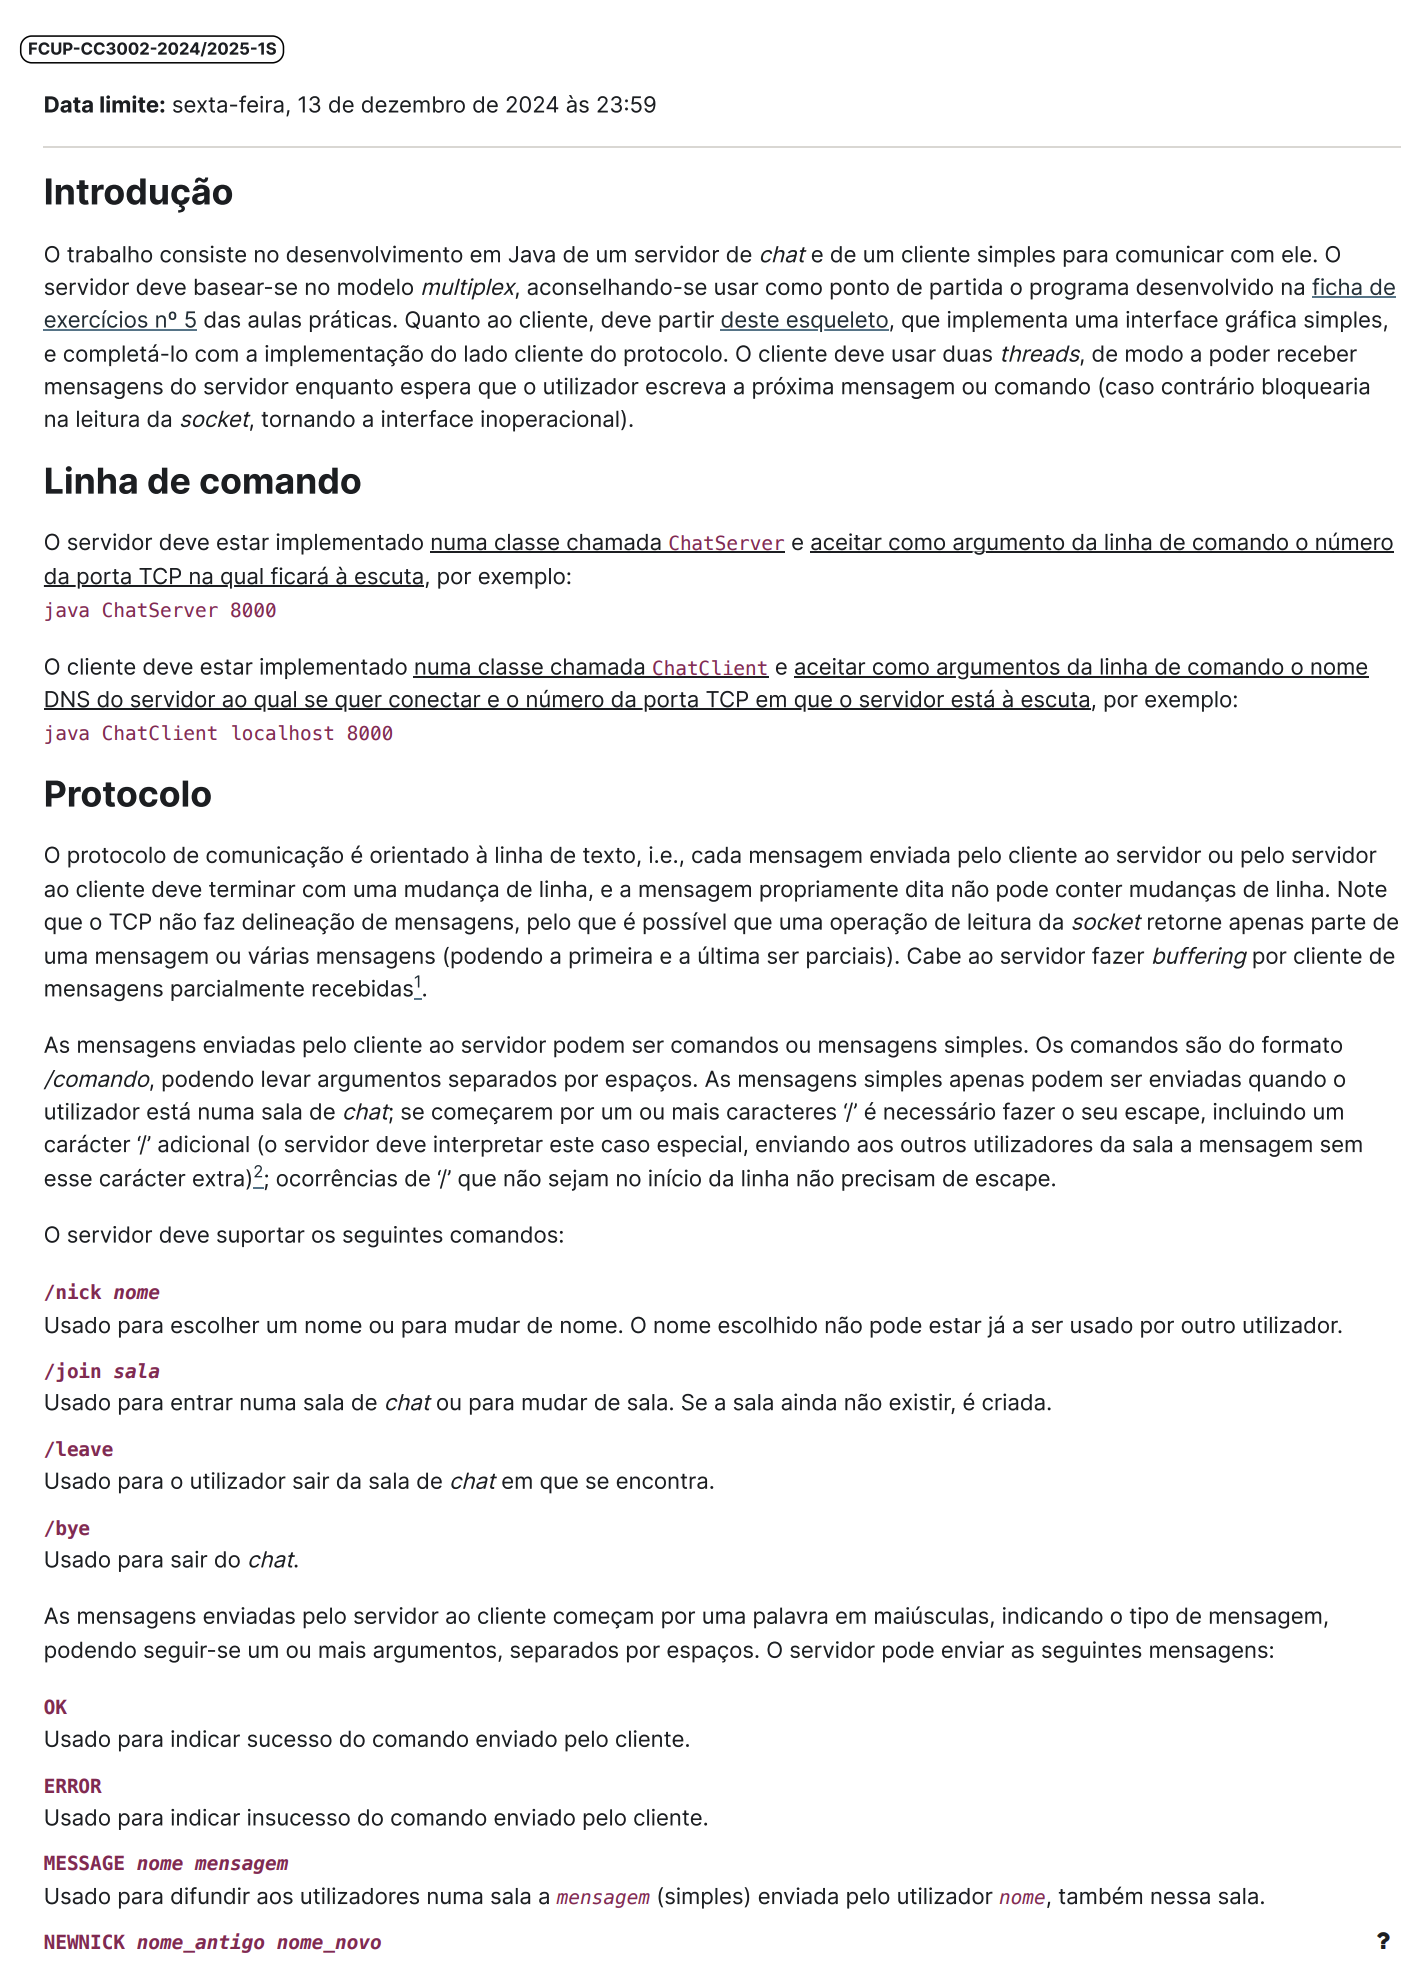 FCUP-CC3002-2024/2025-1S
Data limite: sexta-feira, 13 de dezembro de 2024 às 23:59
Introdução
O trabalho consiste no desenvolvimento em Java de um servidor de chat e de um cliente simples para comunicar com ele. O
servidor deve basear-se no modelo multiplex, aconselhando-se usar como ponto de partida o programa desenvolvido na ficha de
exercícios nº 5 das aulas práticas. Quanto ao cliente, deve partir deste esqueleto, que implementa uma interface gráfica simples,
e completá-lo com a implementação do lado cliente do protocolo. O cliente deve usar duas threads, de modo a poder receber
mensagens do servidor enquanto espera que o utilizador escreva a próxima mensagem ou comando (caso contrário bloquearia
na leitura da socket, tornando a interface inoperacional).
Linha de comando
O servidor deve estar implementado numa classe chamada ChatServer e aceitar como argumento da linha de comando o número
da porta TCP na qual ficará à escuta, por exemplo:
java ChatServer 8000
O cliente deve estar implementado numa classe chamada ChatClient e aceitar como argumentos da linha de comando o nome
DNS do servidor ao qual se quer conectar e o número da porta TCP em que o servidor está à escuta, por exemplo:
java ChatClient localhost 8000
Protocolo
O protocolo de comunicação é orientado à linha de texto, i.e., cada mensagem enviada pelo cliente ao servidor ou pelo servidor
ao cliente deve terminar com uma mudança de linha, e a mensagem propriamente dita não pode conter mudanças de linha. Note
que o TCP não faz delineação de mensagens, pelo que é possível que uma operação de leitura da socket retorne apenas parte de
uma mensagem ou várias mensagens (podendo a primeira e a última ser parciais). Cabe ao servidor fazer buffering por cliente de
mensagens parcialmente recebidas1.
As mensagens enviadas pelo cliente ao servidor podem ser comandos ou mensagens simples. Os comandos são do formato
/comando, podendo levar argumentos separados por espaços. As mensagens simples apenas podem ser enviadas quando o
utilizador está numa sala de chat; se começarem por um ou mais caracteres ‘/’ é necessário fazer o seu escape, incluindo um
carácter ‘/’ adicional (o servidor deve interpretar este caso especial, enviando aos outros utilizadores da sala a mensagem sem
esse carácter extra)2; ocorrências de ‘/’ que não sejam no início da linha não precisam de escape.
O servidor deve suportar os seguintes comandos:
/nick nome
Usado para escolher um nome ou para mudar de nome. O nome escolhido não pode estar já a ser usado por outro utilizador.
/join sala
Usado para entrar numa sala de chat ou para mudar de sala. Se a sala ainda não existir, é criada.
/leave
Usado para o utilizador sair da sala de chat em que se encontra.
/bye
Usado para sair do chat.
As mensagens enviadas pelo servidor ao cliente começam por uma palavra em maiúsculas, indicando o tipo de mensagem,
podendo seguir-se um ou mais argumentos, separados por espaços. O servidor pode enviar as seguintes mensagens:
OK
Usado para indicar sucesso do comando enviado pelo cliente.
ERROR
Usado para indicar insucesso do comando enviado pelo cliente.
MESSAGE nome mensagem
Usado para difundir aos utilizadores numa sala a mensagem (simples) enviada pelo utilizador nome, também nessa sala.
NEWNICK nome_antigo nome_novo
?